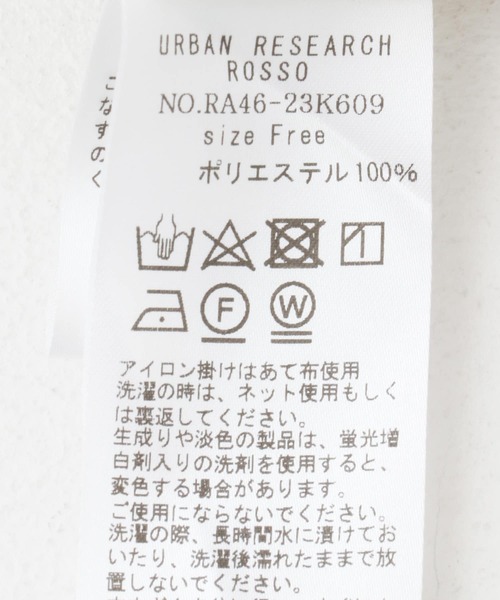 URBAN RESEARCH
ROSSO
NO.RA46-23K609
size Free
ポリエステル100%
F
W
アイロン掛けはあて布使用
洗濯の時は、ネット使用もしく
は裏返してください。
生成りや淡色の製品は、蛍光増
白剤入りの洗剤を使用すると、
変色する場合があります。
ご使用にならないでください。
洗濯の際、長時間水に漬けてお
いたり、洗濯後濡れたままで放
置しないでください。
こ
な
す
の
く